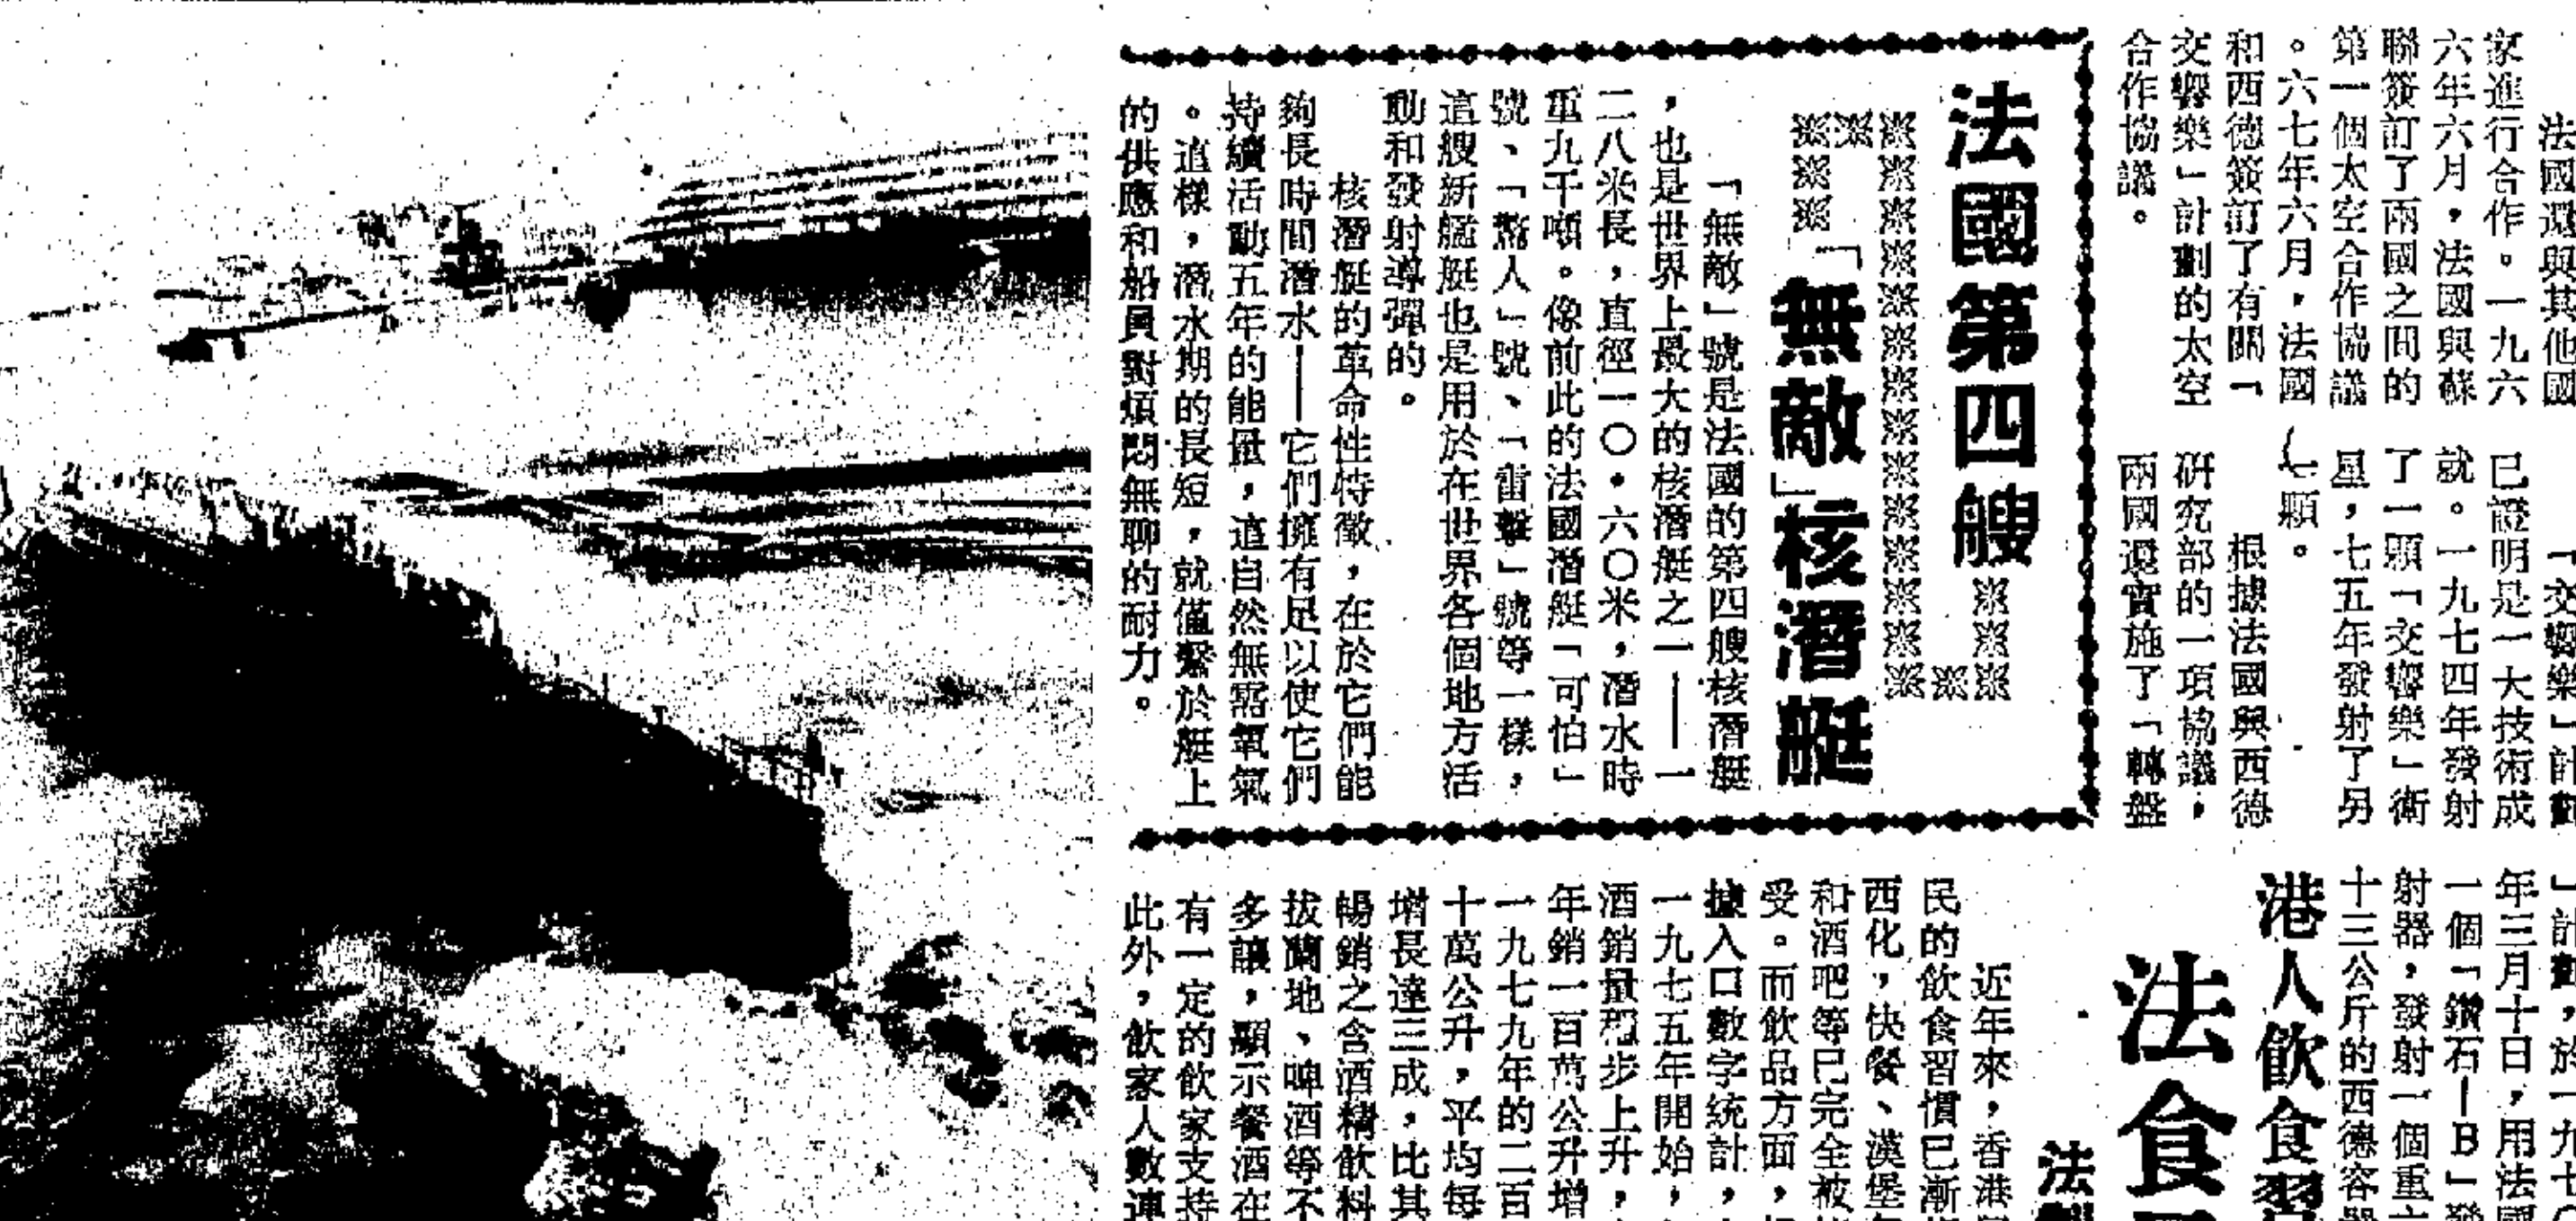 法國還與其他國
家進行合作。一九六
六年六月，法國與蘇
聯簽訂了兩國之間的
第一個太空合作協議
。六七年六月，法國
和西德簽訂了有關「
交響樂」計劃的太空
合作協議。
「交響樂」計劃
已證明是一大技術成
就。一九七四年發射
了一顆「交響樂」衛
星，七五年發射了另
一顆。
根據法國與西德
研究部的一項協議，
兩國還實施了「轉盤
」計劃，於一九七
年三月十日，用法國
一個「鑽石—B」發
射器，發射一個重
十三公斤的西德容器
法國第四艘
「無敵」核潛艇
「無敵」號是法國的第四艘核潛艇
，也是世界上最大的核潛艇之一——一
二八米長，直徑一〇·六〇米，潛水時
重九千噸。像前此的法國潛艇「可怕」
號、「驚人」號、「雷擊」號等一樣，
這艘新艦艇也是用於在世界各個地方活
動和發射導彈的。
核潛艇的革命性特徵，在於它們能
夠長時間潛水——它們擁有足以使它們
持續活動五年的能量，這自然無需氧氣
。這樣，潛水期的長短，就僅繫於艇上
的供應和船員對煩悶無聊的耐力。
港人飲食習
法食
法
近年來，香港
民的飲食習慣已漸
西化，快餐、漢堡
和酒吧等已完全被
受。而飲品方面，
據入口數字統計，
一九七五年開始，
酒銷量穩步上升，
年銷一百萬公升增
一九七九年的二百
十萬公升，平均每
增長達三成，比其
暢銷之含酒精飲料
拔蘭地、啤酒等不
多讓，顯示餐酒在
有一定的飲家支持
此外，飲家人數連